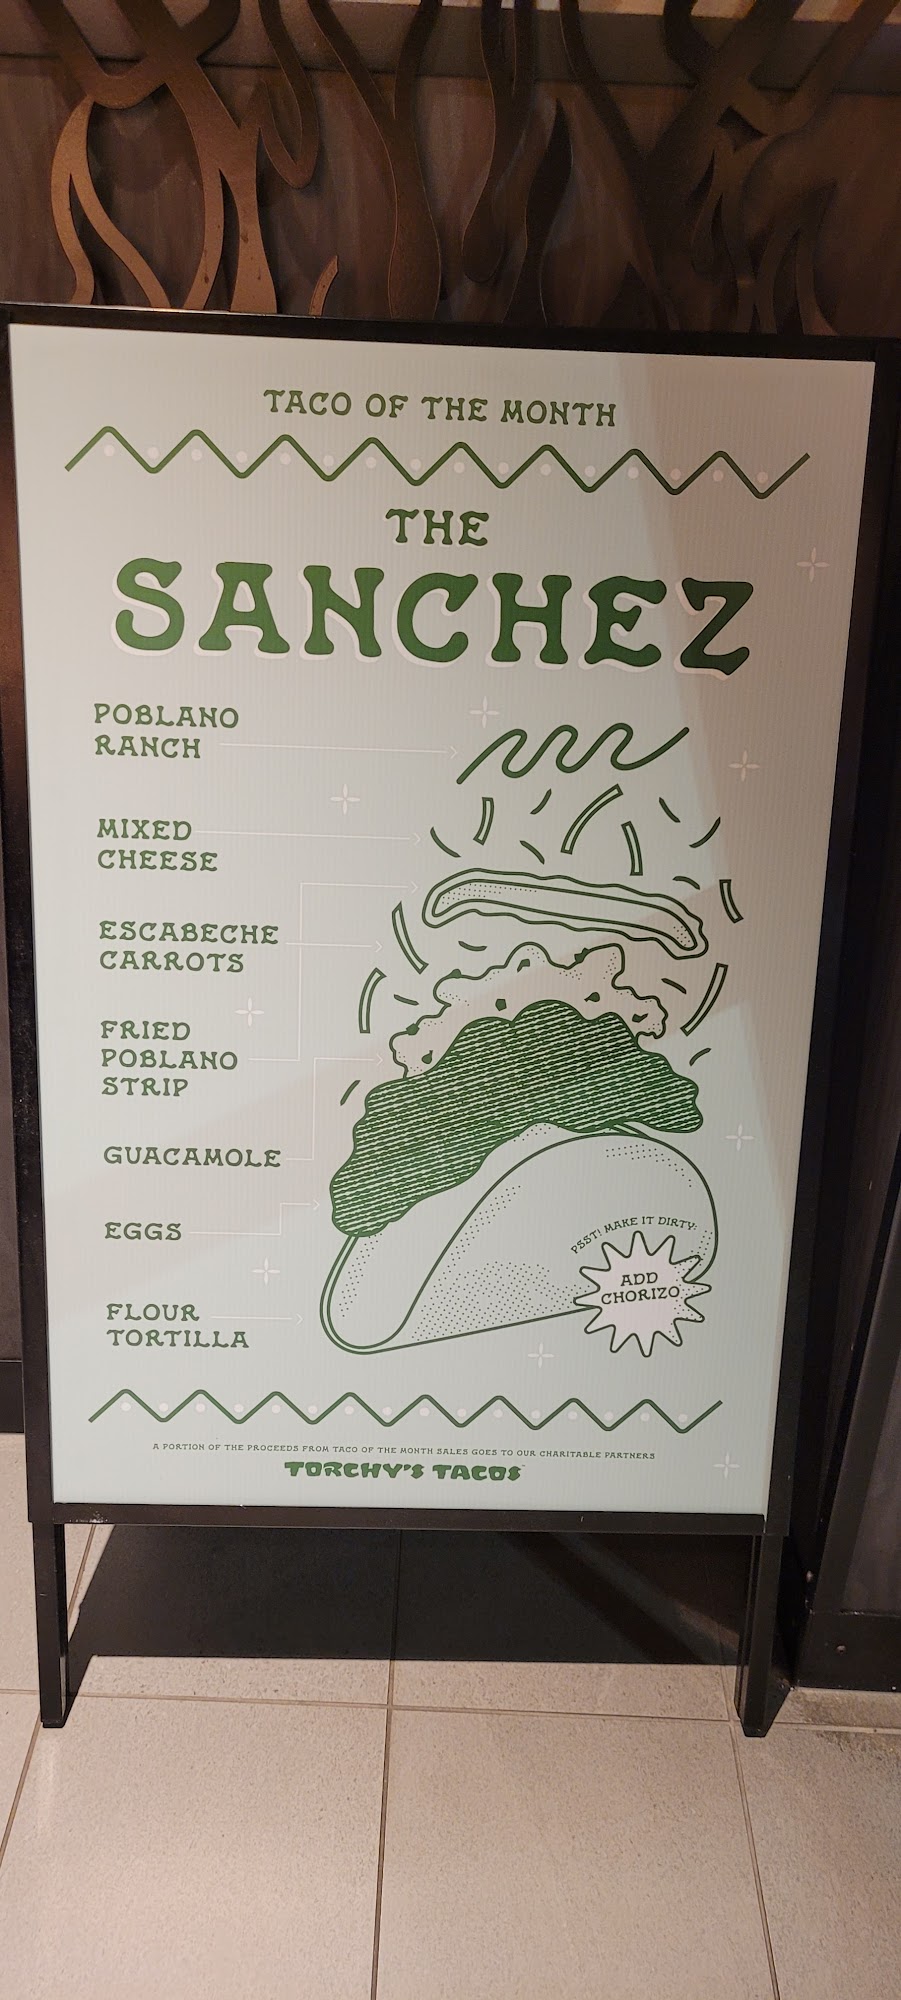 TACO OF THE MONTH
THE
SANCHEZ
POBLANO
RANCH
MIXED
CHEESE
ESCABECHE
CARROTS
FRIED
POBLANO
STRIP
GUACAMOLE
EGGS
FLOUR
TORTILLA
PSST! MAKE IT DIRTY:
ADD
CHORIZO
A PORTION OF THE PROCEEDS FROM TACO OF THE MONTH SALES GOES TO OUR CHARITABLE PARTNERS
TORCHY'S TACOS